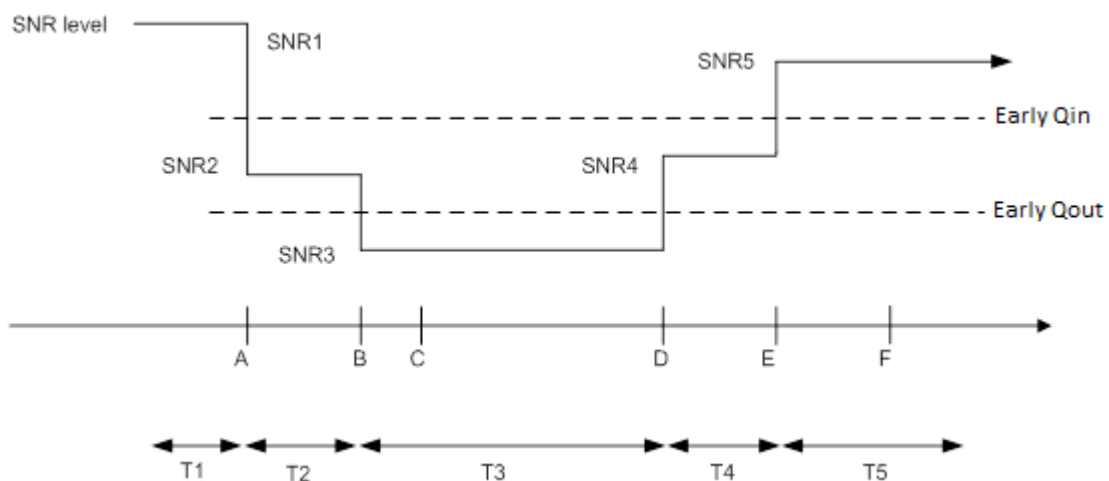 SNR level
SNR1
SNR5
Early Qin
SNR2
SNR4
Early Qout
SNR3
A B C D E F
T1 T2 T3 T4 T5